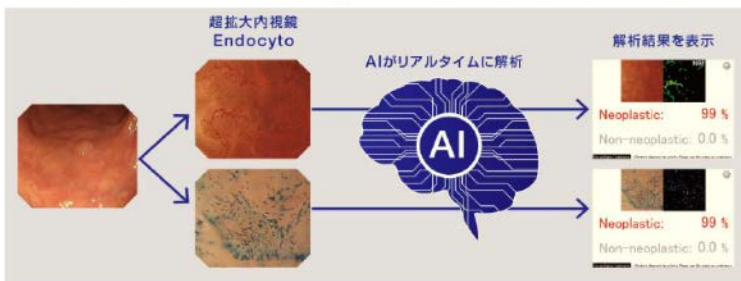 超拡大内視鏡
Endocyto
AIがリアルタイムに解析
解析結果を表示
AI
Neoplastic: 99 %
Non-neoplastic: 0.0 %
Neoplastic: 99 %
Non-neoplastic: 0.0 %